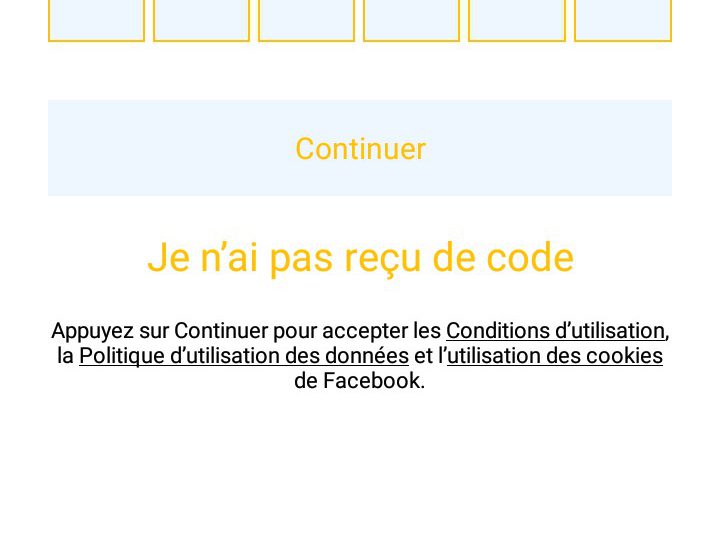 Continuer
Je n’ai pas reçu de code
Appuyez sur Continuer pour accepter les Conditions d’utilisation,
la Politique d’utilisation des données et l’utilisation des cookies
de Facebook.